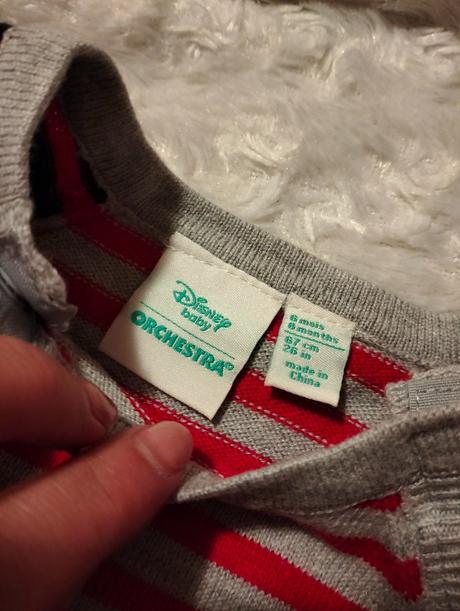 Disney
baby
ORCHESTRA®
6 mois
6 months
67 cm
26 in
made in
China